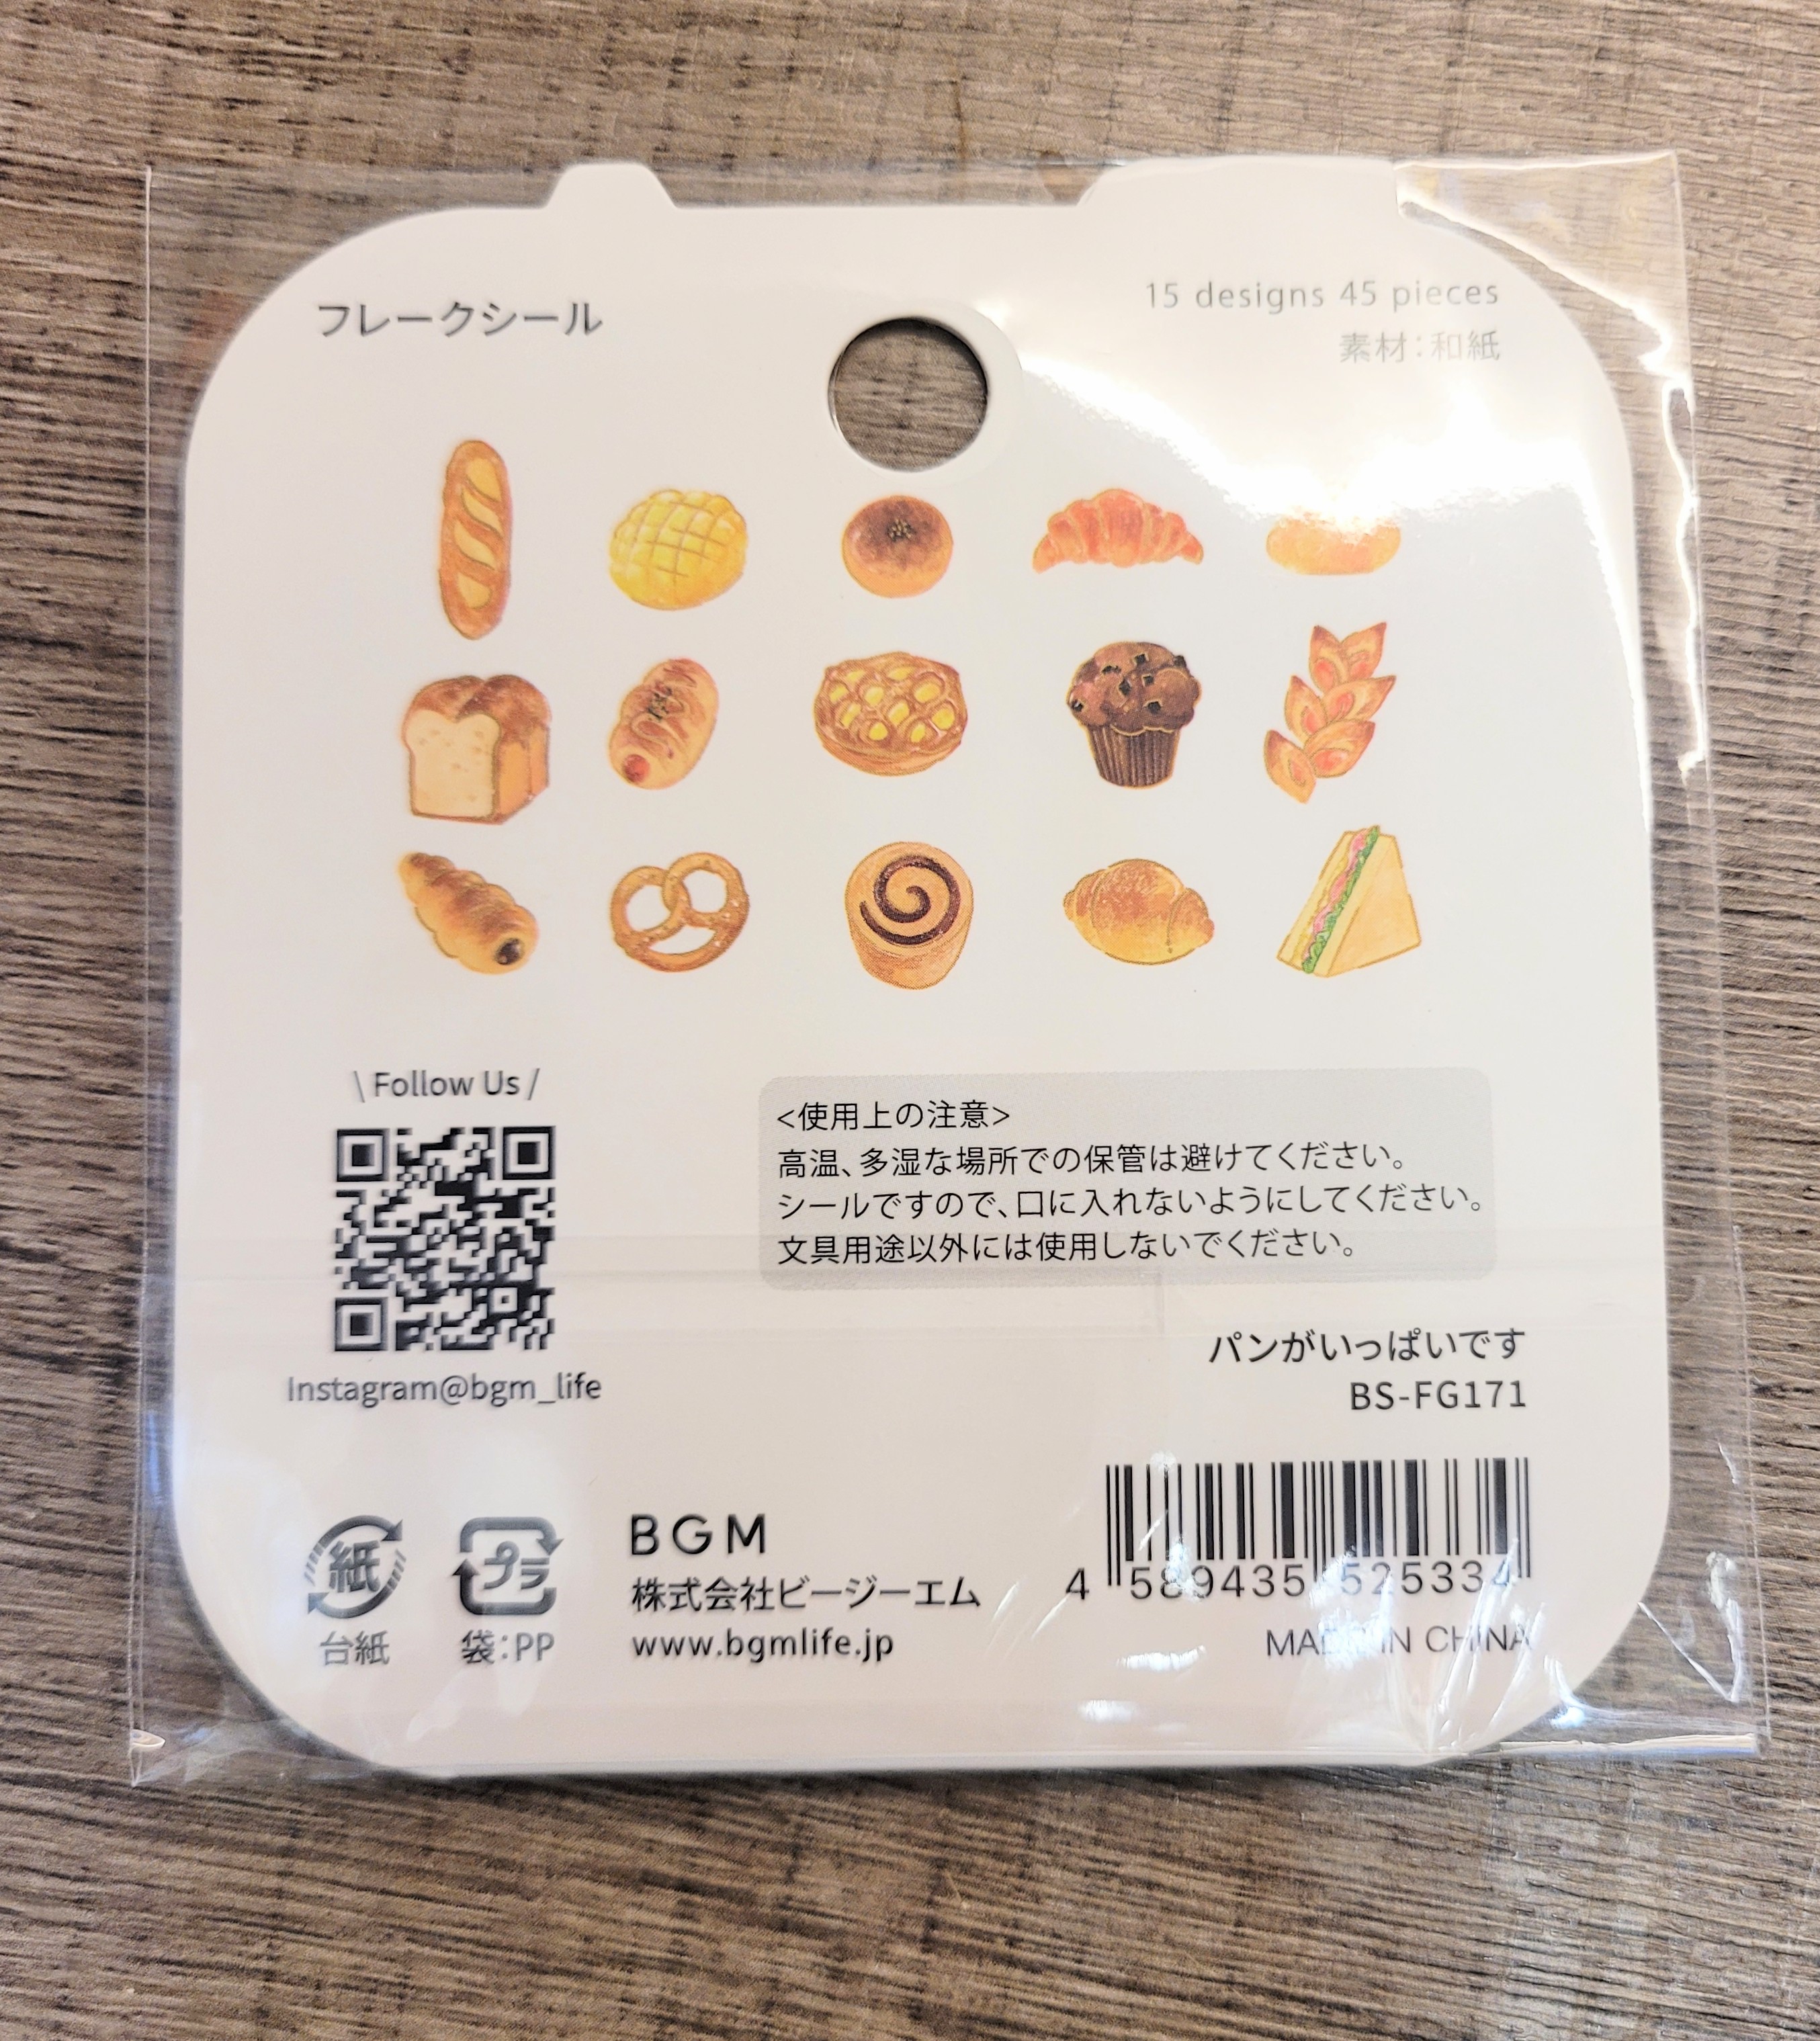 フレークシール
15 designs 45 pieces
素材：和紙
\ Follow Us /
Instagram@bgm_life
<使用上の注意>
高温、多湿な場所での保管は避けてください。
シールですので、口に入れないようにしてください。
文具用途以外には使用しないでください。
パンがいっぱいです
BS-FG171
4 589435 525334
MADE IN CHINA
紙
台紙
プラ
袋：PP
BGM
株式会社ビージーエム
www.bgmlife.jp